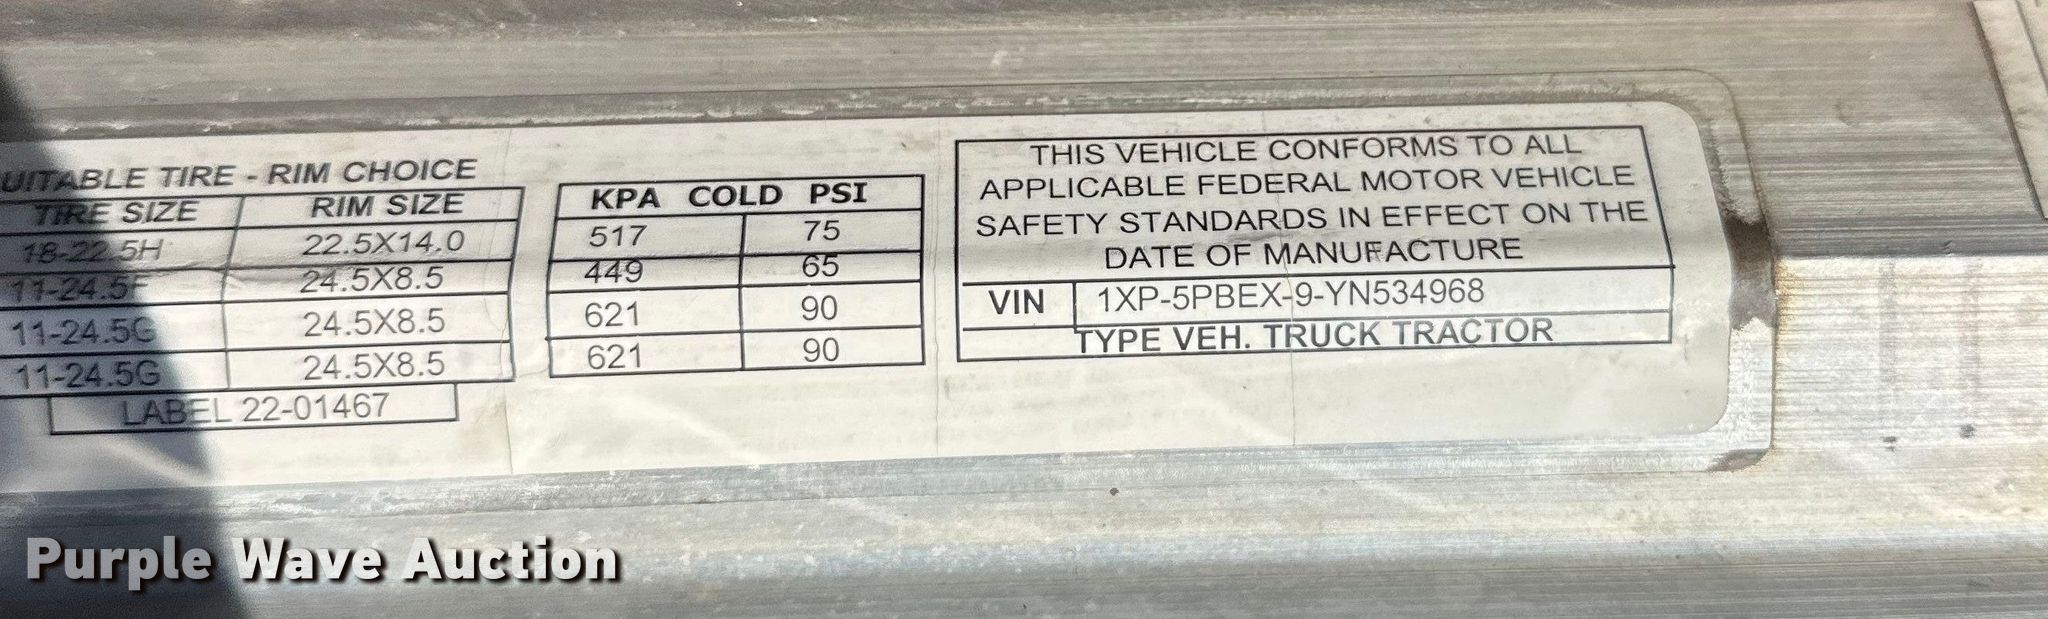 UITABLE TIRE - RIM CHOICE
TIRE SIZE RIM SIZE
18-22.5H 22.5X14.0
11-24.5F 24.5X8.5
11-24.5G 24.5X8.5
11-24.5G 24.5X8.5
LABEL 22-01467
KPA COLD PSI
517 75
449 65
621 90
621 90
THIS VEHICLE CONFORMS TO ALL
APPLICABLE FEDERAL MOTOR VEHICLE
SAFETY STANDARDS IN EFFECT ON THE
DATE OF MANUFACTURE
VIN 1XP-5PBEX-9-YN534968
TYPE VEH. TRUCK TRACTOR
Purple Wave Auction